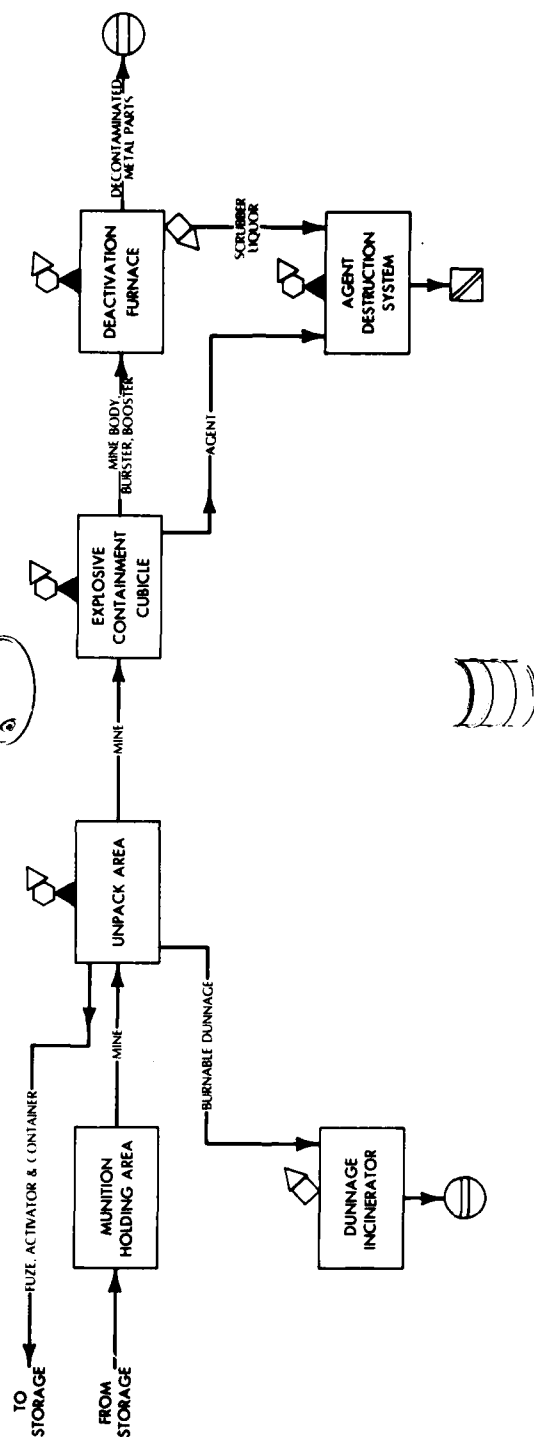 TO
STORAGE
FUZE, ACTIVATOR & CONTAINER
FROM
STORAGE
MUNITION
HOLDING AREA
MINE
UNPACK AREA
BURNABLE DUNNAGE
DUNNAGE
INCINERATOR
MINE
EXPLOSIVE
CONTAINMENT
CUBICLE
MINE BODY,
BURSTER, BOOSTER
AGENT
DEACTIVATION
FURNACE
DECONTAMINATED
METAL PARTS
SCRUBBER
LIQUOR
AGENT
DESTRUCTION
SYSTEM